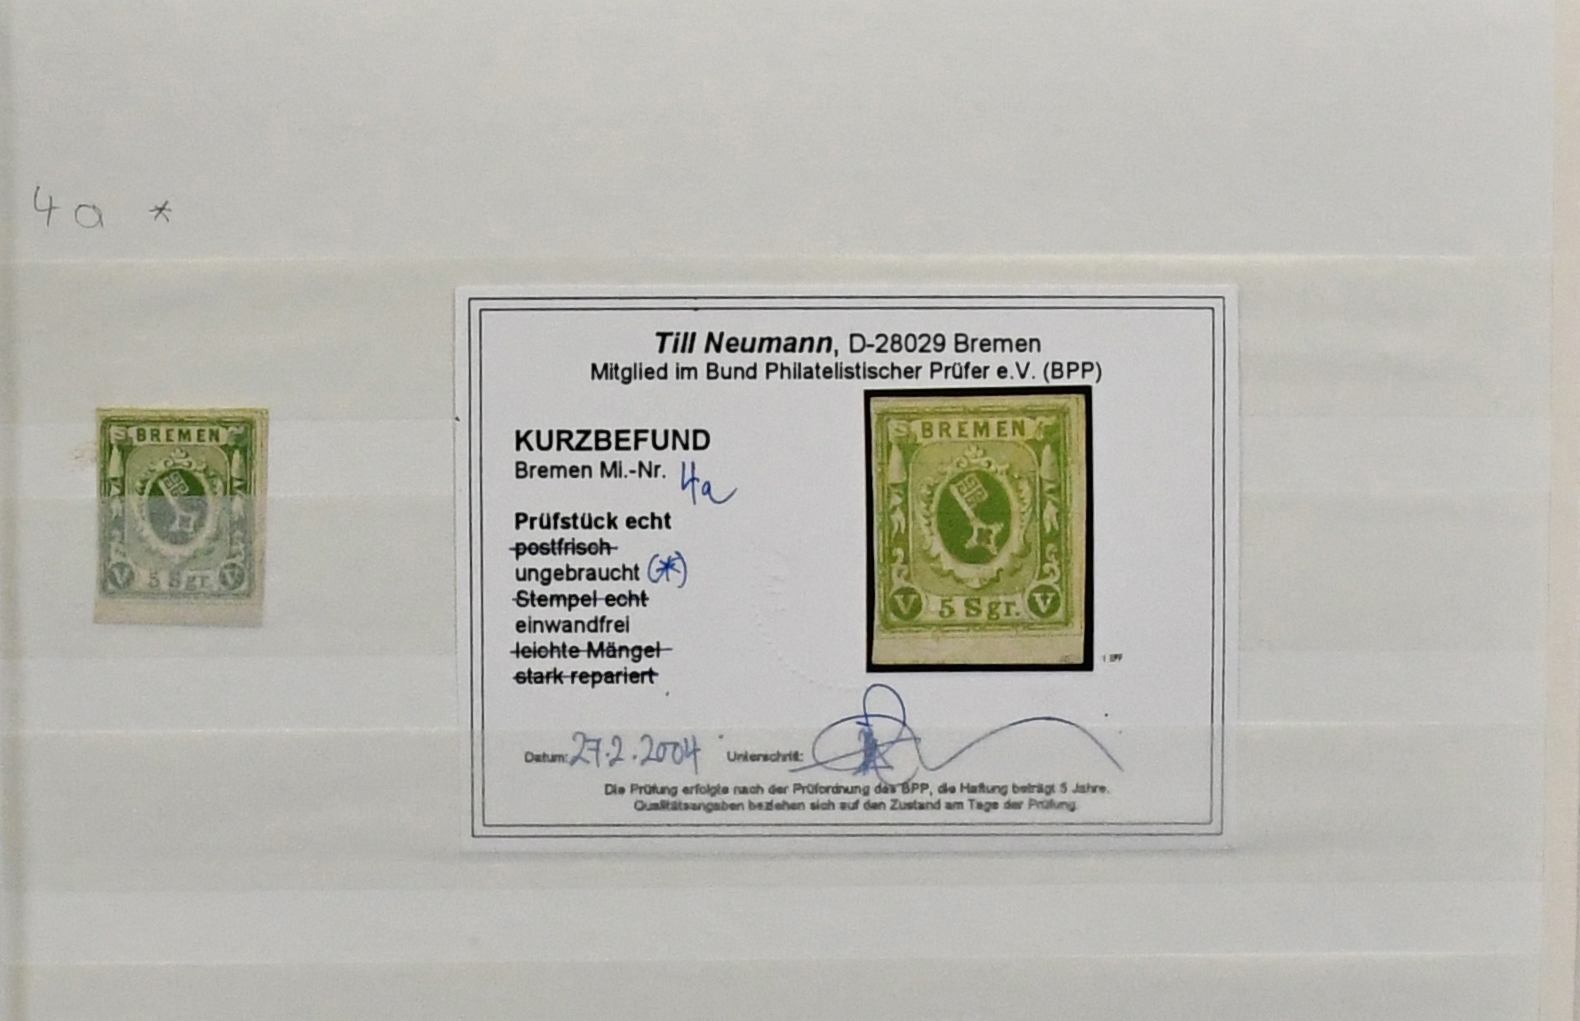 4a *
BREMEN
V 5 Sgr. V
Till Neumann, D-28029 Bremen
Mitglied im Bund Philatelistischer Prüfer e.V. (BPP)
KURZBEFUND
Bremen Mi.-Nr. 4a
Prüfstück echt
postfrisch
ungebraucht (*)
Stempel echt
einwandfrei
leichte Mängel
stark repariert
BREMEN
V 5 Sgr. V
Datum: 27.2.2004 Unterschrift:
Die Prüfung erfolgte nach der Prüfordnung des BPP, die Haftung beträgt 5 Jahre.
Qualitätsangaben beziehen sich auf den Zustand am Tage der Prüfung.